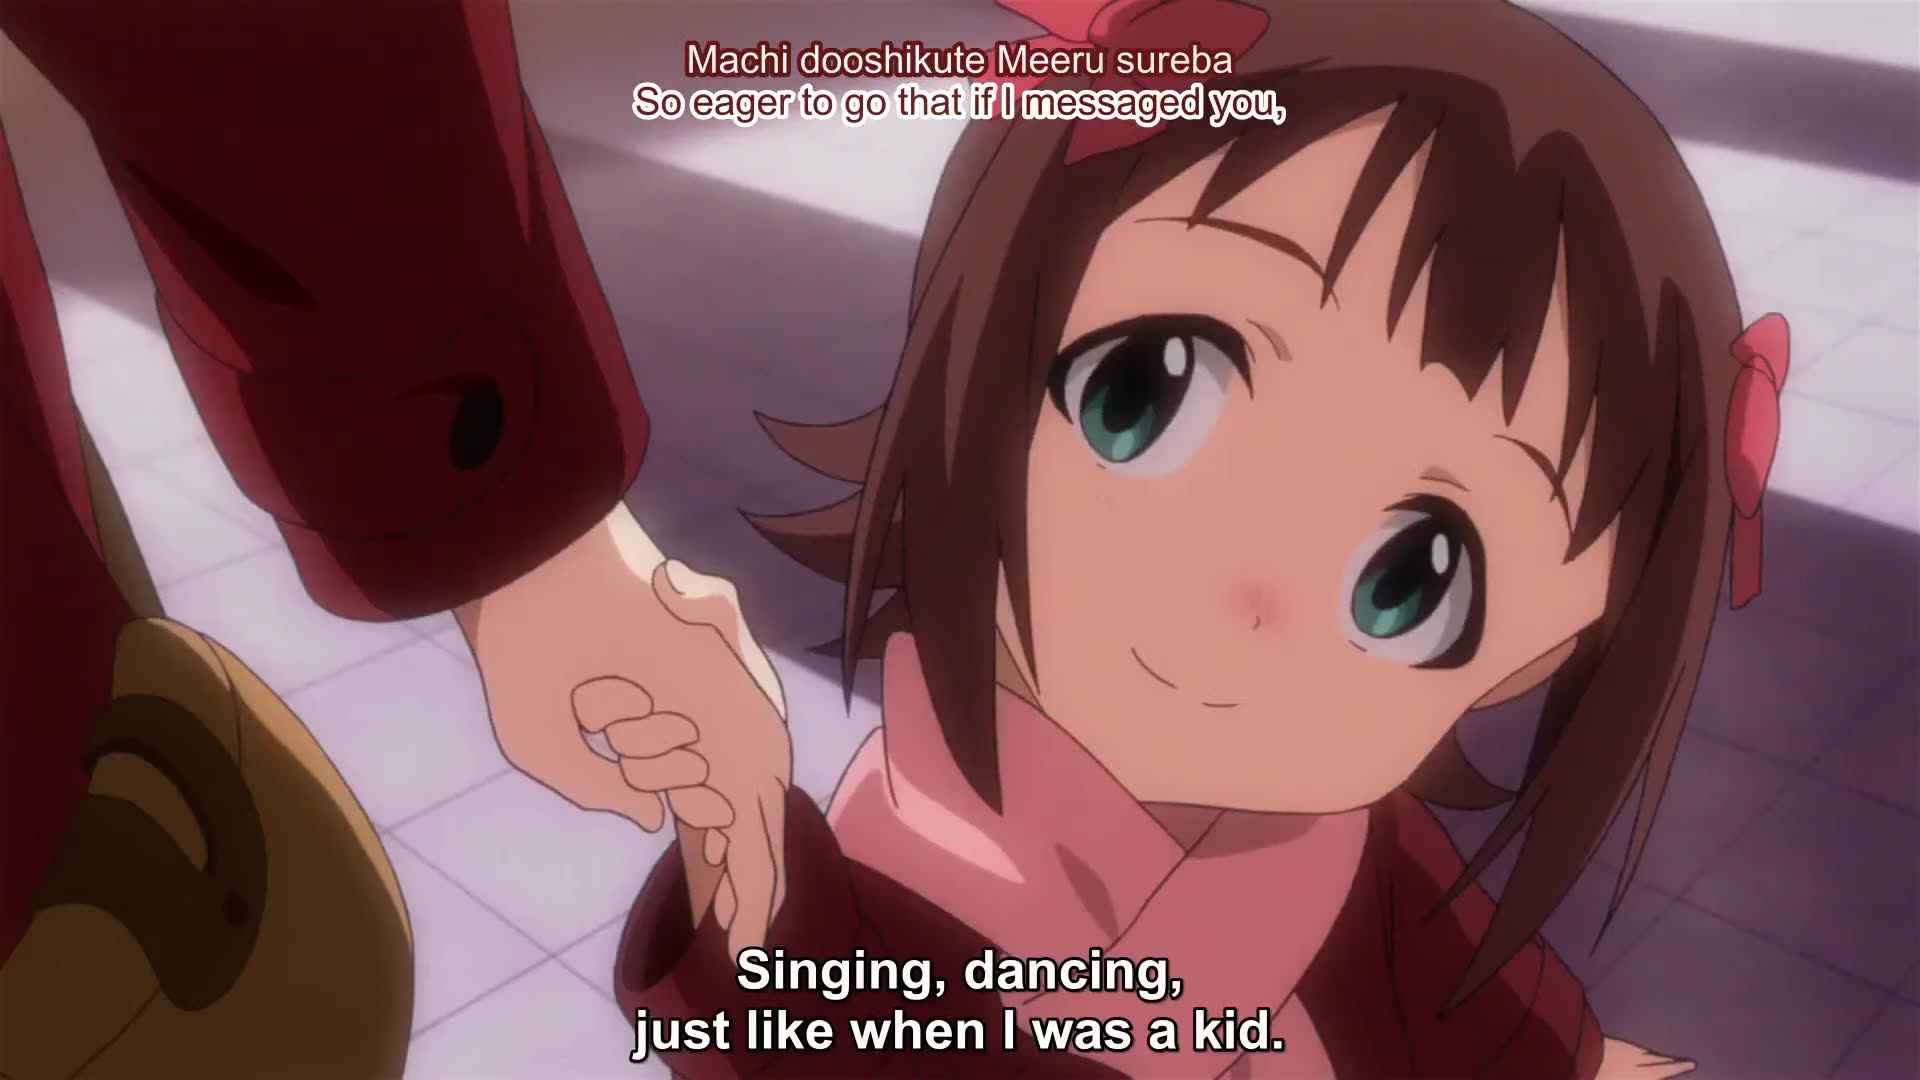 Machi dooshikute Meeru sureba
So eager to go that if I messaged you,
Singing, dancing,
just like when I was a kid.